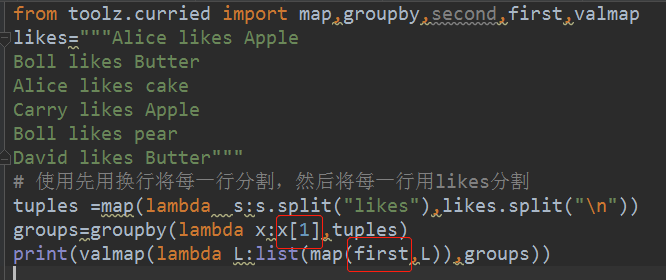 from toolz.curried import map,groupby,second,first,valmap
likes="""Alice likes Apple
Boll likes Butter
Alice likes cake
Carry likes Apple
Boll likes pear
David likes Butter"""
# 使用先用换行将每一行分割，然后将每一行用likes分割
tuples =map(lambda  s:s.split("likes"),likes.split("\n"))
groups=groupby(lambda x:x[1],tuples)
print(valmap(lambda L:list(map(first,L)),groups))